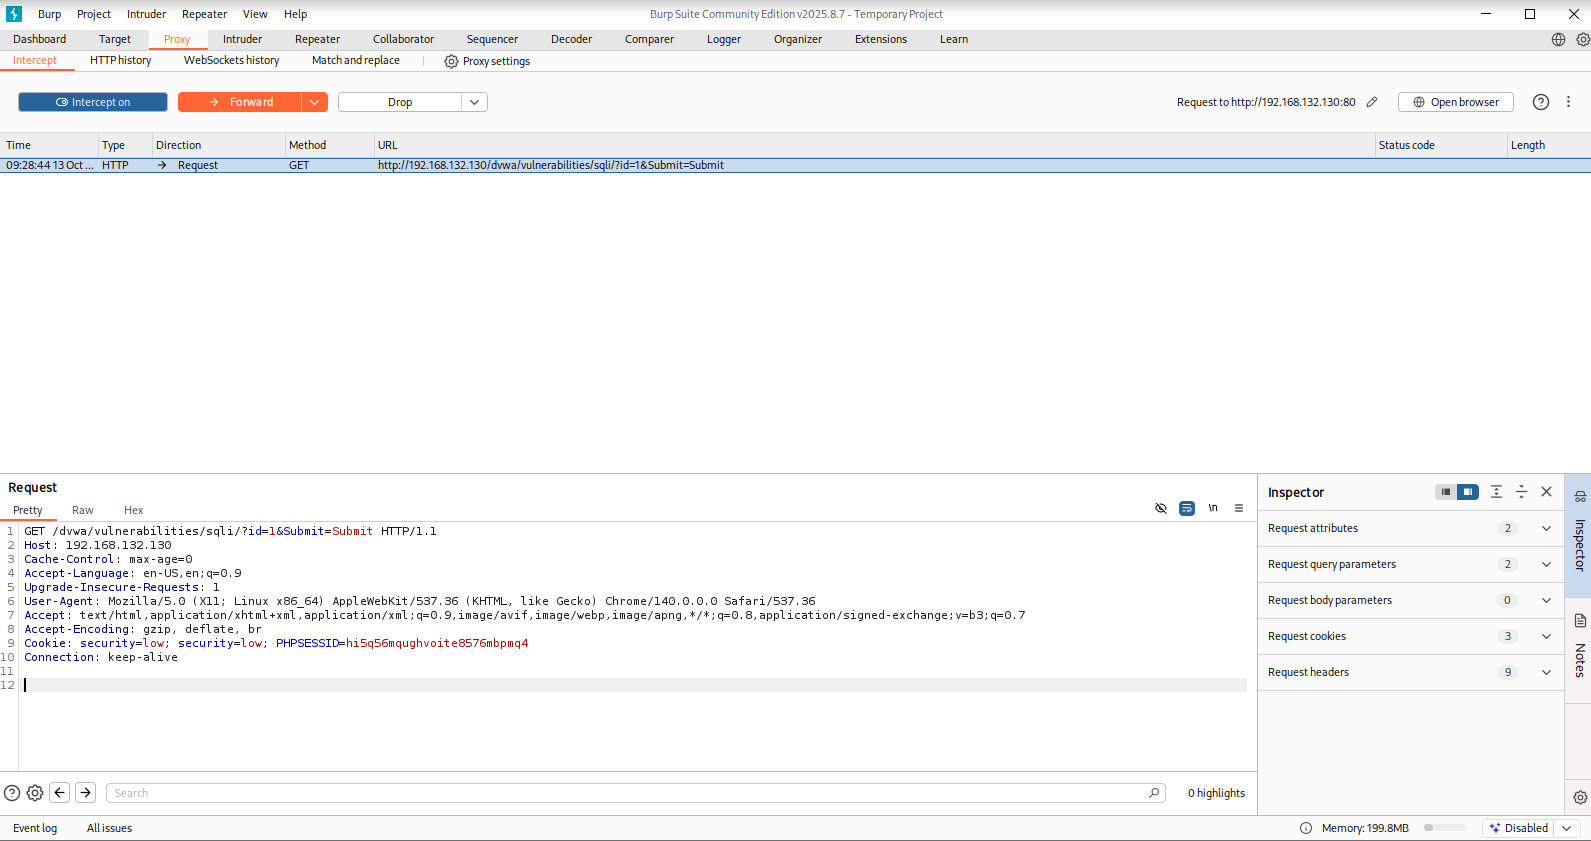 Burp Project Intruder Repeater View Help Burp Suite Community Edition v2025.8.7 - Temporary Project
Dashboard Target Proxy Intruder Repeater Collaborator Sequencer Decoder Comparer Logger Organizer Extensions Learn
Intercept HTTP history WebSockets history Match and replace Proxy settings
Intercept on Forward Drop Request to http://192.168.132.130:80 Open browser
Time Type Direction Method URL Status code Length
09:28:44 13 Oct ... HTTP Request GET http://192.168.132.130/dvwa/vulnerabilities/sqli/?id=1&Submit=Submit
Request
Pretty Raw Hex \n
1 GET /dvwa/vulnerabilities/sqli/?id=1&Submit=Submit HTTP/1.1
2 Host: 192.168.132.130
3 Cache-Control: max-age=0
4 Accept-Language: en-US,en;q=0.9
5 Upgrade-Insecure-Requests: 1
6 User-Agent: Mozilla/5.0 (X11; Linux x86_64) AppleWebKit/537.36 (KHTML, like Gecko) Chrome/140.0.0.0 Safari/537.36
7 Accept: text/html,application/xhtml+xml,application/xml;q=0.9,image/avif,image/webp,image/apng,*/*;q=0.8,application/signed-exchange;v=b3;q=0.7
8 Accept-Encoding: gzip, deflate, br
9 Cookie: security=low; security=low; PHPSESSID=hi5q56mqughvoite8576mbpmq4
10 Connection: keep-alive
11
12
Search 0 highlights
Inspector
Request attributes 2
Request query parameters 2
Request body parameters 0
Request cookies 3
Request headers 9
Inspector
Notes
Event log All issues Memory: 199.8MB Disabled